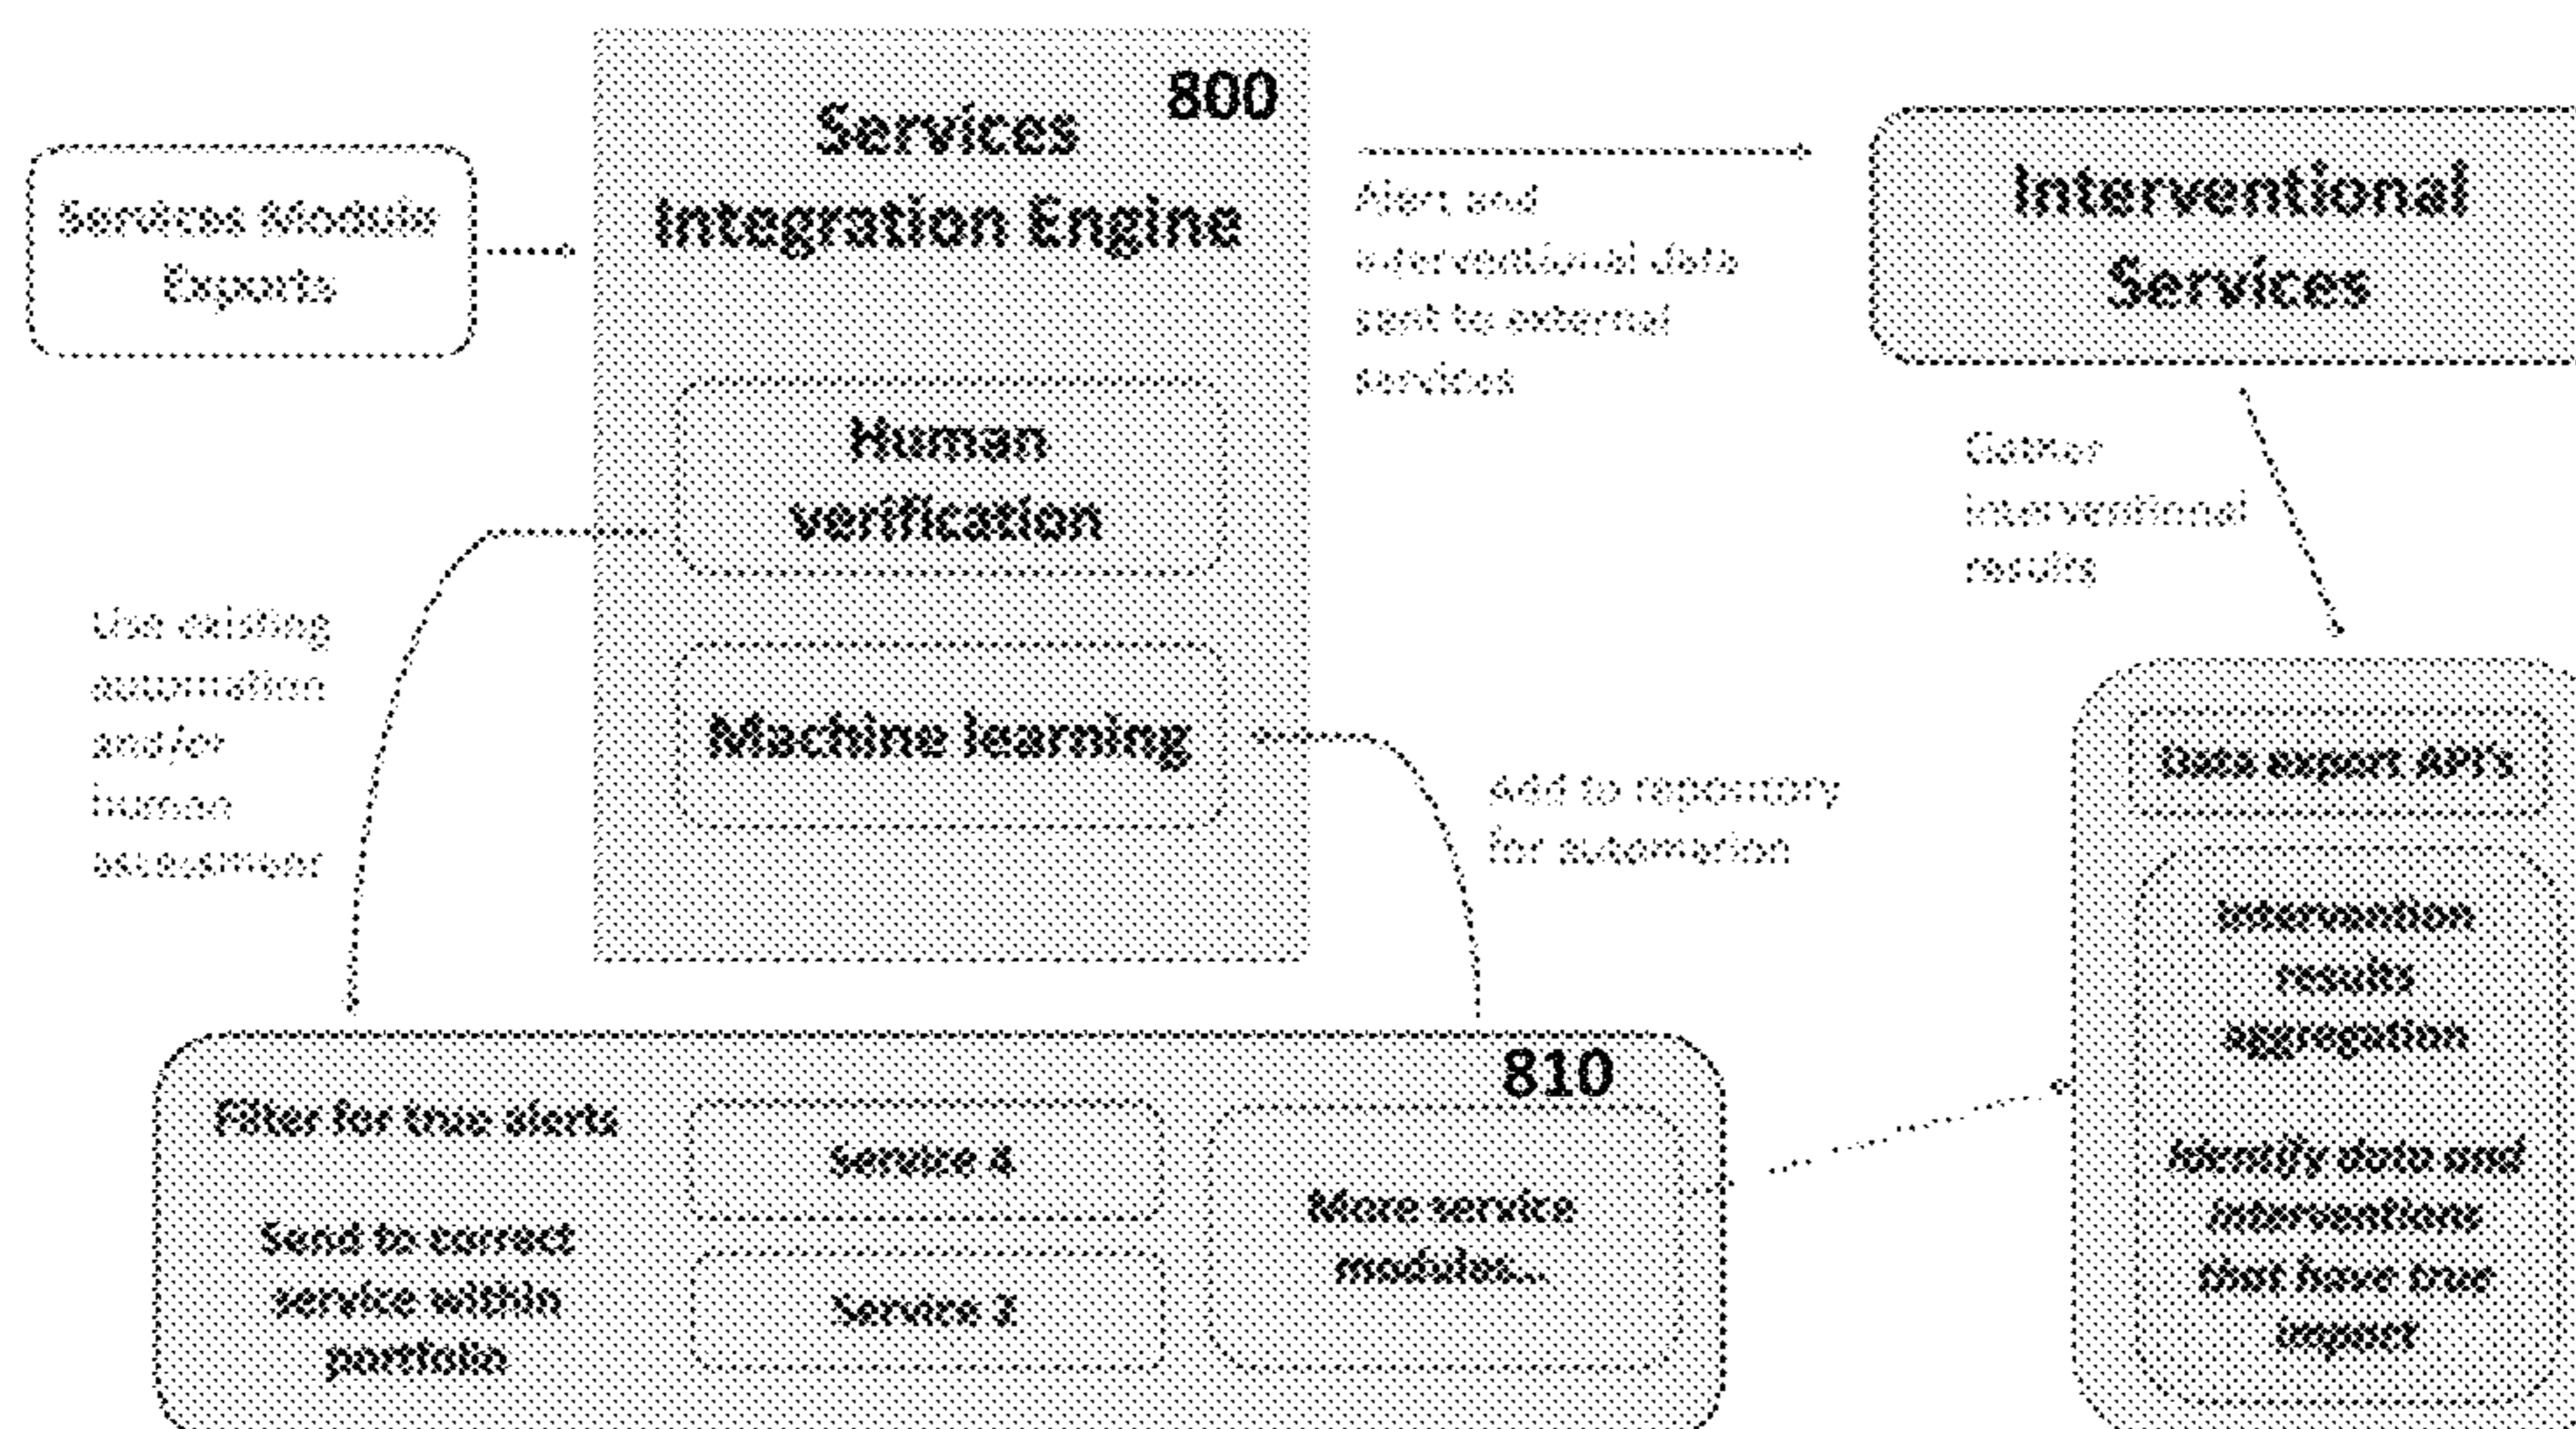 800
Services
Integration Engine
Services Module
Exports
Alert and
interventional data
sent to external
services
Interventional
Services
Human
verification
Gather
interventional
results
Use existing
automation
and/or
human
assessment
Machine learning
Add to repository
for automation
Data export API's
Intervention
results
aggregation
Identify data and
interventions
that have true
impact
810
Filter for true alerts
Send to correct
service within
portfolio
Service 4
Service
More service
modules...